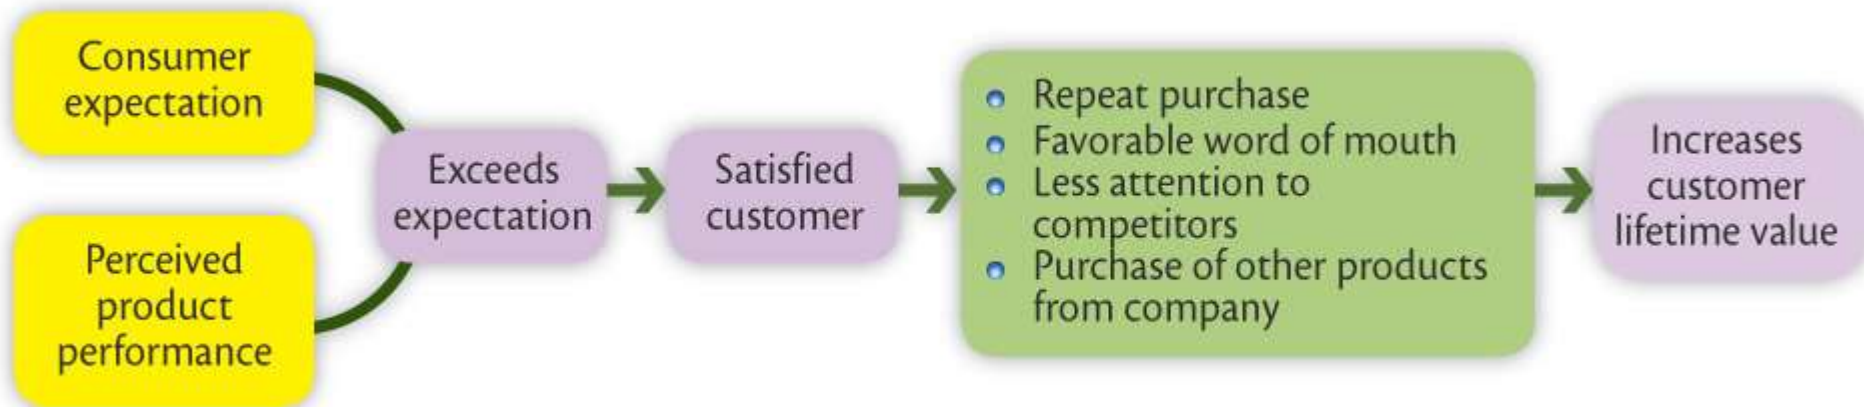 Consumer
expectation
Perceived
product
performance
Exceeds
expectation
Satisfied
customer
Repeat purchase
Favorable word of mouth
Less attention to
competitors
Purchase of other products
from company
Increases
customer
lifetime value